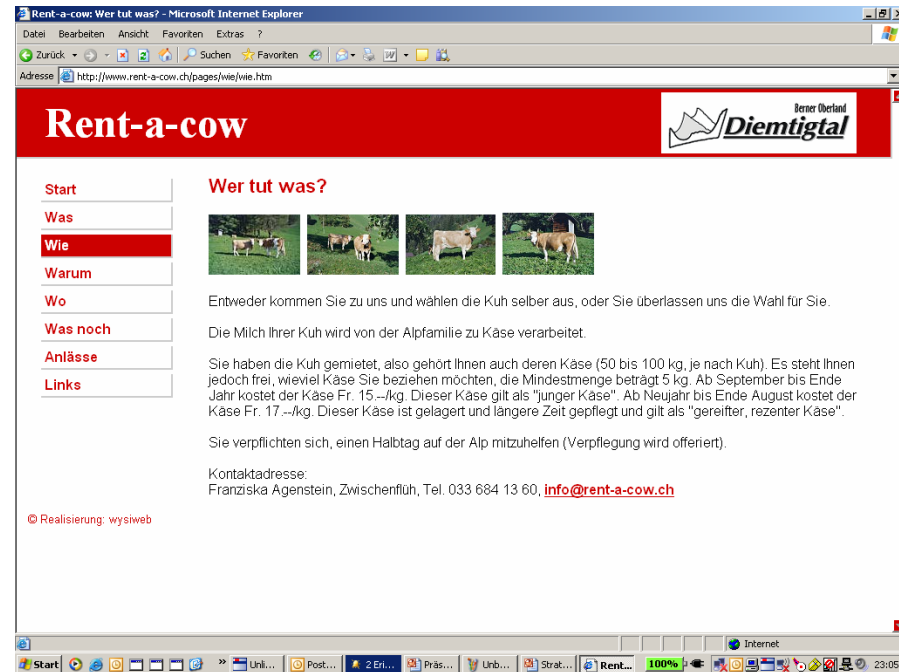 Rent-a-cow: Wer tut was? - Microsoft Internet Explorer
Datei Bearbeiten Ansicht Favoriten Extras ?
Zurück Suchen Favoriten
Adresse http://www.rent-a-cow.ch/pages/wie/wie.htm
Rent-a-cow
Berner Oberland
Diemtigtal
Start
Was
Wie
Warum
Wo
Was noch
Anlässe
Links
© Realisierung: wysiweb
Wer tut was?
Entweder kommen Sie zu uns und wählen die Kuh selber aus, oder Sie überlassen uns die Wahl für Sie.
Die Milch Ihrer Kuh wird von der Alpfamilie zu Käse verarbeitet.
Sie haben die Kuh gemietet, also gehört Ihnen auch deren Käse (50 bis 100 kg, je nach Kuh). Es steht Ihnen
jedoch frei, wieviel Käse Sie beziehen möchten, die Mindestmenge beträgt 5 kg. Ab September bis Ende
Jahr kostet der Käse Fr. 15.--/kg. Dieser Käse gilt als "junger Käse". Ab Neujahr bis Ende August kostet der
Käse Fr. 17.--/kg. Dieser Käse ist gelagert und längere Zeit gepflegt und gilt als "gereifter, rezenter Käse".
Sie verpflichten sich, einen Halbtag auf der Alp mitzuhelfen (Verpflegung wird offeriert).
Kontaktadresse:
Franziska Agenstein, Zwischenflüh, Tel. 033 684 13 60, info@rent-a-cow.ch
Internet
Start Unli... Post... 2 Eri... Präs... Unb... Strat... Rent... 100% 23:05